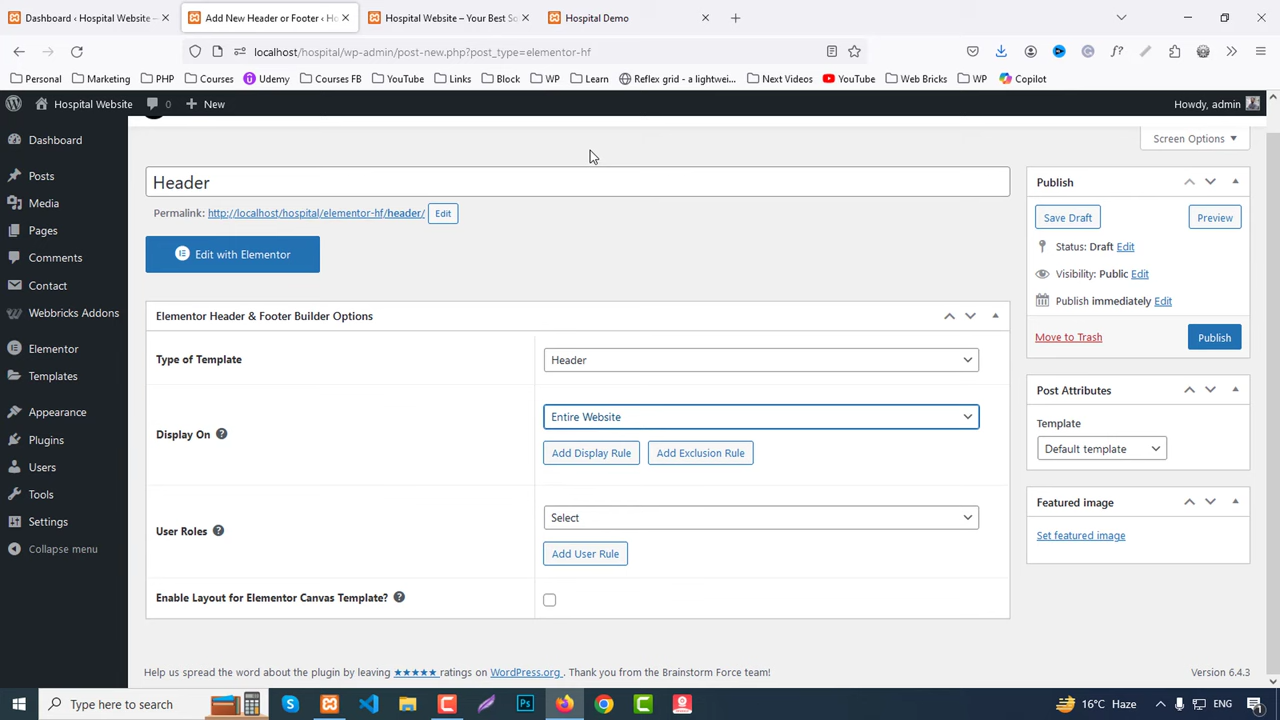 Dashboard ‹ Hospital Website —
Add New Header or Footer ‹ Ho
Hospital Website – Your Best So
Hospital Demo
localhost/hospital/wp-admin/post-new.php?post_type=elementor-hf
Personal
Marketing
PHP
Courses
Udemy
Courses FB
YouTube
Links
Block
WP
Learn
Reflex grid - a lightwei...
Next Videos
YouTube
Web Bricks
WP
Copilot
Hospital Website
0
New
Howdy, admin
Screen Options
Dashboard
Posts
Media
Pages
Comments
Contact
Webbricks Addons
Elementor
Templates
Appearance
Plugins
Users
Tools
Settings
Collapse menu
Header
Permalink: http://localhost/hospital/elementor-hf/header/ Edit
Edit with Elementor
Elementor Header & Footer Builder Options
Type of Template
Header
Display On
Entire Website
Add Display Rule
Add Exclusion Rule
User Roles
Select
Add User Rule
Enable Layout for Elementor Canvas Template?
Publish
Save Draft
Preview
Status: Draft Edit
Visibility: Public Edit
Publish immediately Edit
Move to Trash
Publish
Post Attributes
Template
Default template
Featured image
Set featured image
Help us spread the word about the plugin by leaving ★★★★★ ratings on WordPress.org . Thank you from the Brainstorm Force team!
Version 6.4.3
Type here to search
16°C Haze
ENG
1